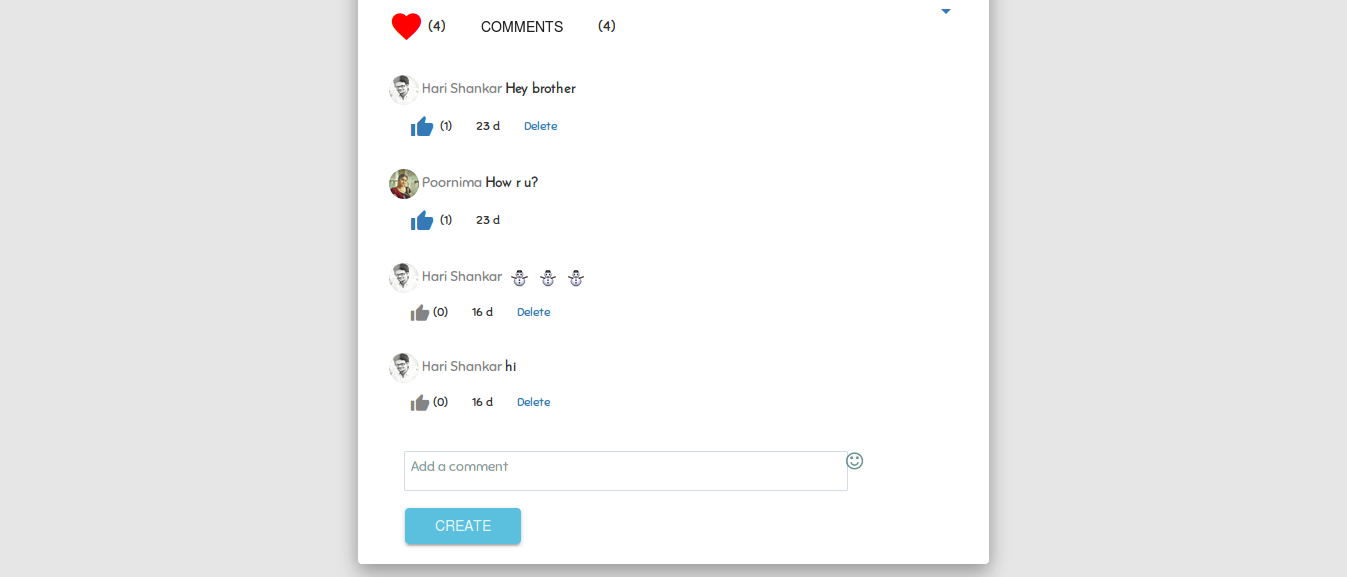 (4) COMMENTS (4)
Hari Shankar Hey brother
(1) 23 d Delete
Poornima How r u?
(1) 23 d
Hari Shankar ☃ ☃ ☃
(0) 16 d Delete
Hari Shankar hi
(0) 16 d Delete
Add a comment
CREATE